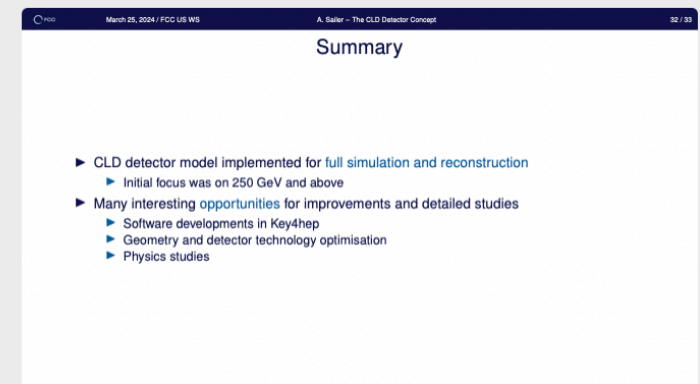 FCC
March 25, 2024 / FCC US WS
A. Sailer – The CLD Detector Concept
32 / 33
Summary
► CLD detector model implemented for full simulation and reconstruction
► Initial focus was on 250 GeV and above
► Many interesting opportunities for improvements and detailed studies
► Software developments in Key4hep
► Geometry and detector technology optimisation
► Physics studies